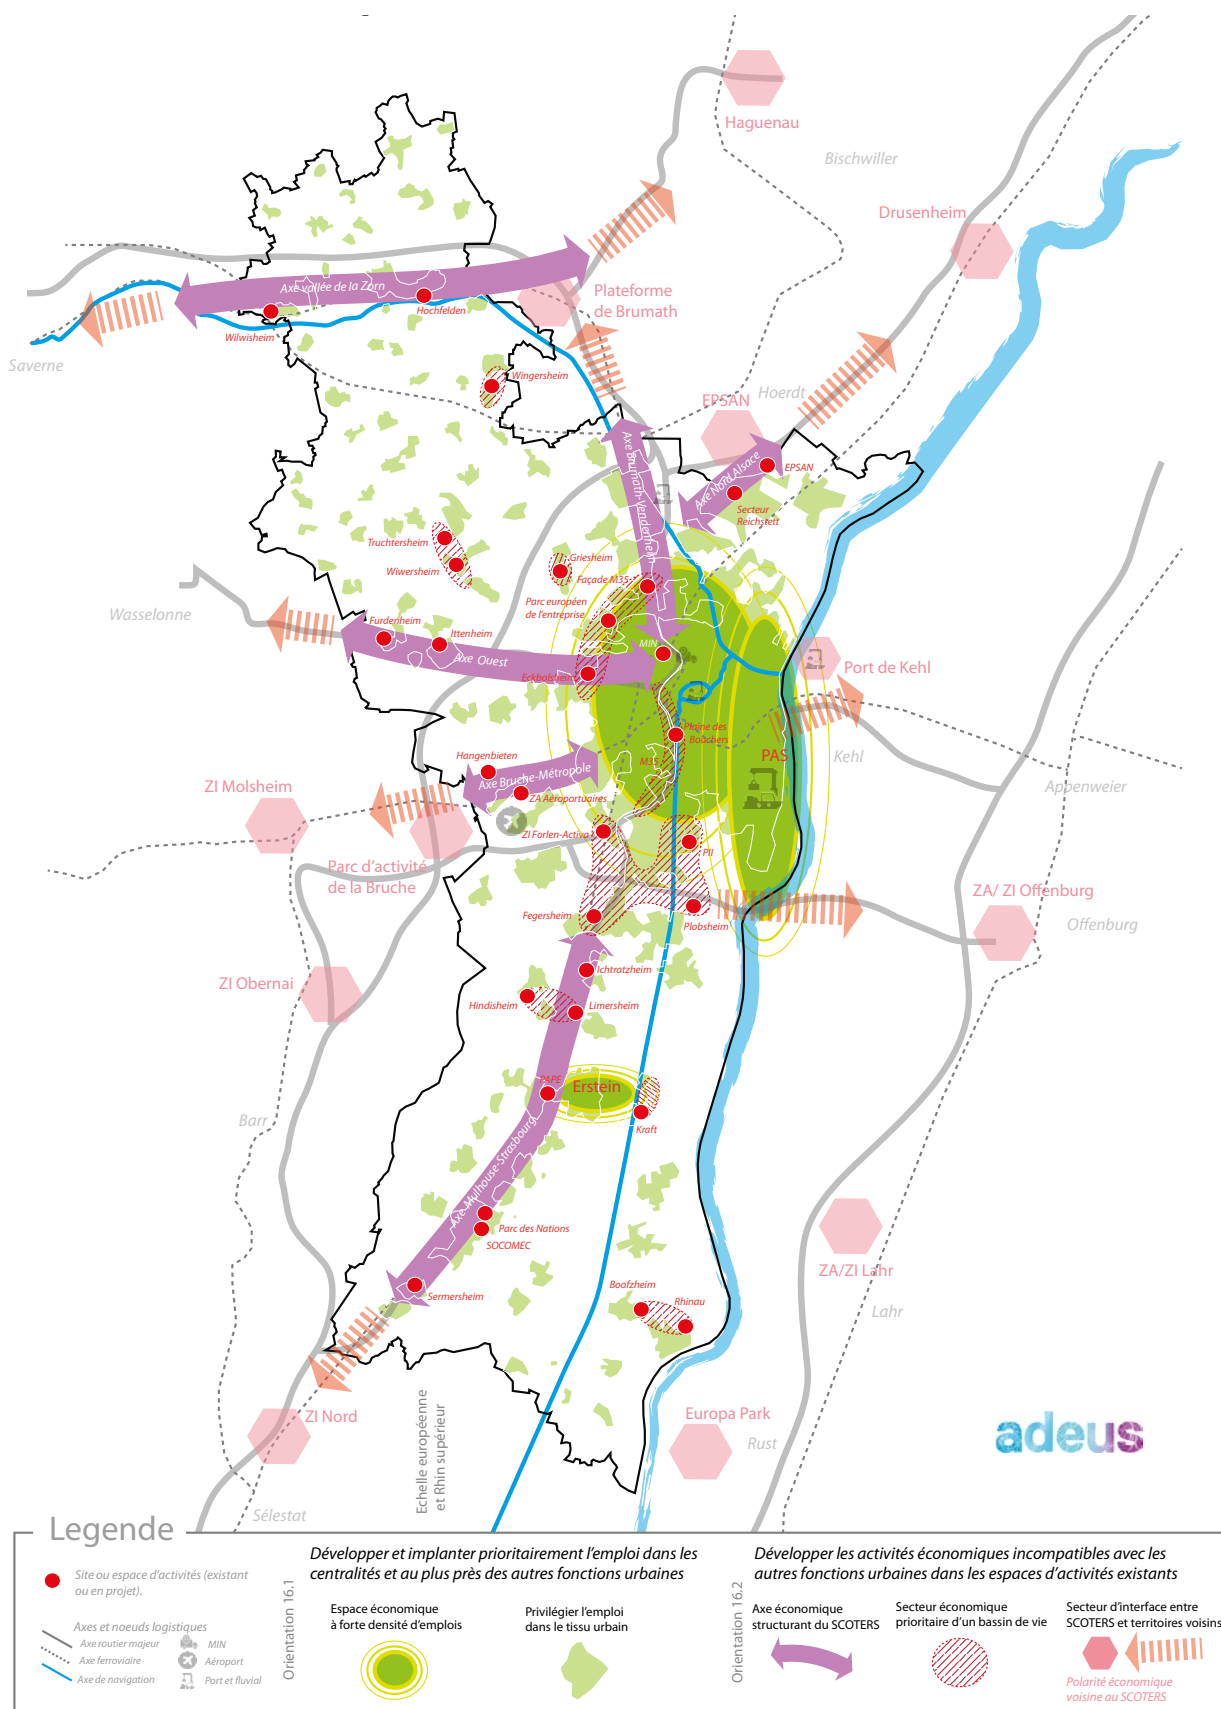 Haguenau
Bischwiller
Drusenheim
Axe vallée de la Zorn
Plateforme
de Brumath
Hochfelden
Wilwisheim
Saverne
Wingersheim
Hoerdt
EPSAN
Axe Brumath-Vendenheim
Axe Nord Alsace
EPSAN
Secteur
Reichstett
Truchtersheim
Wiwersheim
Griesheim
Façade M35
Parc européen
de l'entreprise
Wasselonne
Furdenheim
Ittenheim
Axe Ouest
MIN
Eckbolsheim
Port de Kehl
Plaine des
Bouchers
Hangenbieten
M35
PAS
Kehl
Axe Bruche-Métropole
ZI Molsheim
ZA Aéroportuaires
Appenweier
ZI Forlen-Activa
PII
Parc d'activité
de la Bruche
ZA/ ZI Offenburg
Fegersheim
Plobsheim
Offenburg
Ichtratzheim
ZI Obernai
Hindisheim
Limersheim
PAPE
Erstein
Barr
Kraft
Axe Mulhouse-Strasbourg
Parc des Nations
SOCOMEC
ZA/ZI Lahr
Boofzheim
Rhinau
Sermersheim
Lahr
ZI Nord
Europa Park
Rust
Echelle européenne
et Rhin supérieur
adeus
Sélestat
Legende
Site ou espace d'activités (existant
ou en projet).
Axes et noeuds logistiques
Axe routier majeur
MIN
Axe ferroviaire
Aéroport
Axe de navigation
Port et fluvial
Orientation 16.1
Développer et implanter prioritairement l'emploi dans les
centralités et au plus près des autres fonctions urbaines
Espace économique
à forte densité d'emplois
Privilégier l'emploi
dans le tissu urbain
Orientation 16.2
Développer les activités économiques incompatibles avec les
autres fonctions urbaines dans les espaces d'activités existants
Axe économique
structurant du SCOTERS
Secteur économique
prioritaire d'un bassin de vie
Secteur d'interface entre
SCOTERS et territoires voisins
Polarité économique
voisine au SCOTERS